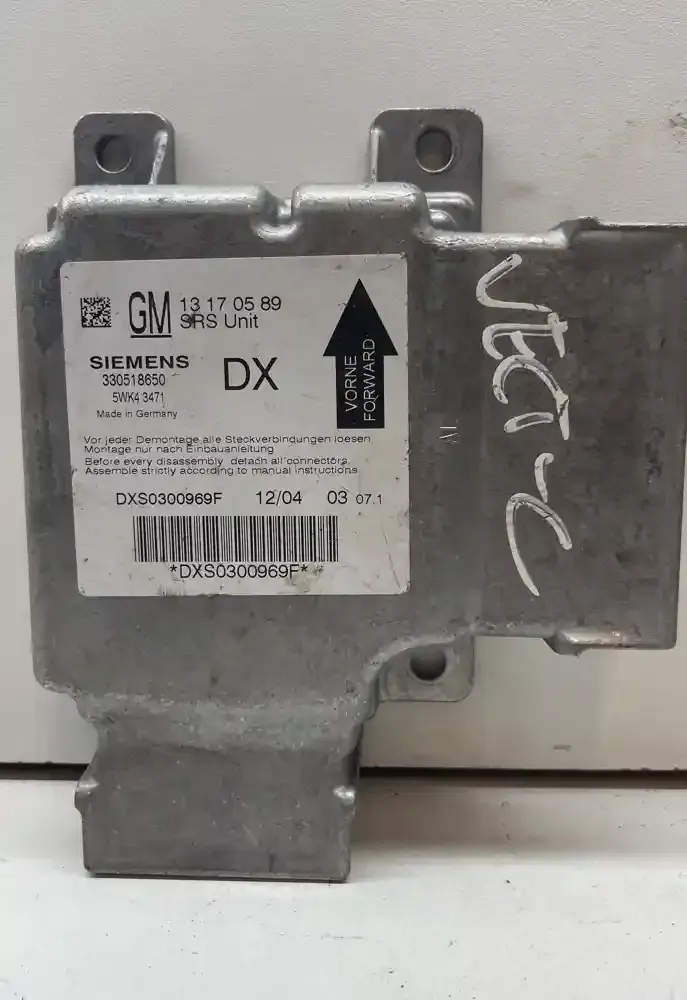 GM 13 17 05 89
SRS Unit
SIEMENS
330518650
DX
5WK4 3471
Made in Germany
VORNE
FORWARD
Vor jeder Demontage alle Steckverbindungen loesen
Montage nur nach Einbauanleitung
Before every disassembly detach all connectors.
Assemble strictly according to manual instructions.
DXS0300969F 12/04 03 07.1
*DXS0300969F*